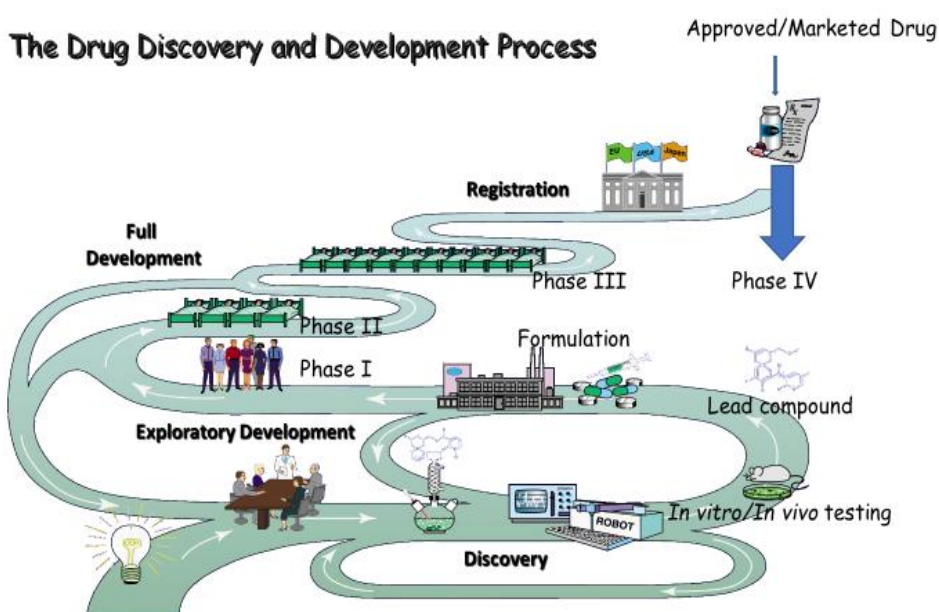 The Drug Discovery and Development Process
Approved/Marketed Drug
EU
USA
Japan
Registration
Full
Development
Phase III
Phase IV
Phase II
Formulation
Phase I
Lead compound
Exploratory Development
In vitro/In vivo testing
ROBOT
Discovery